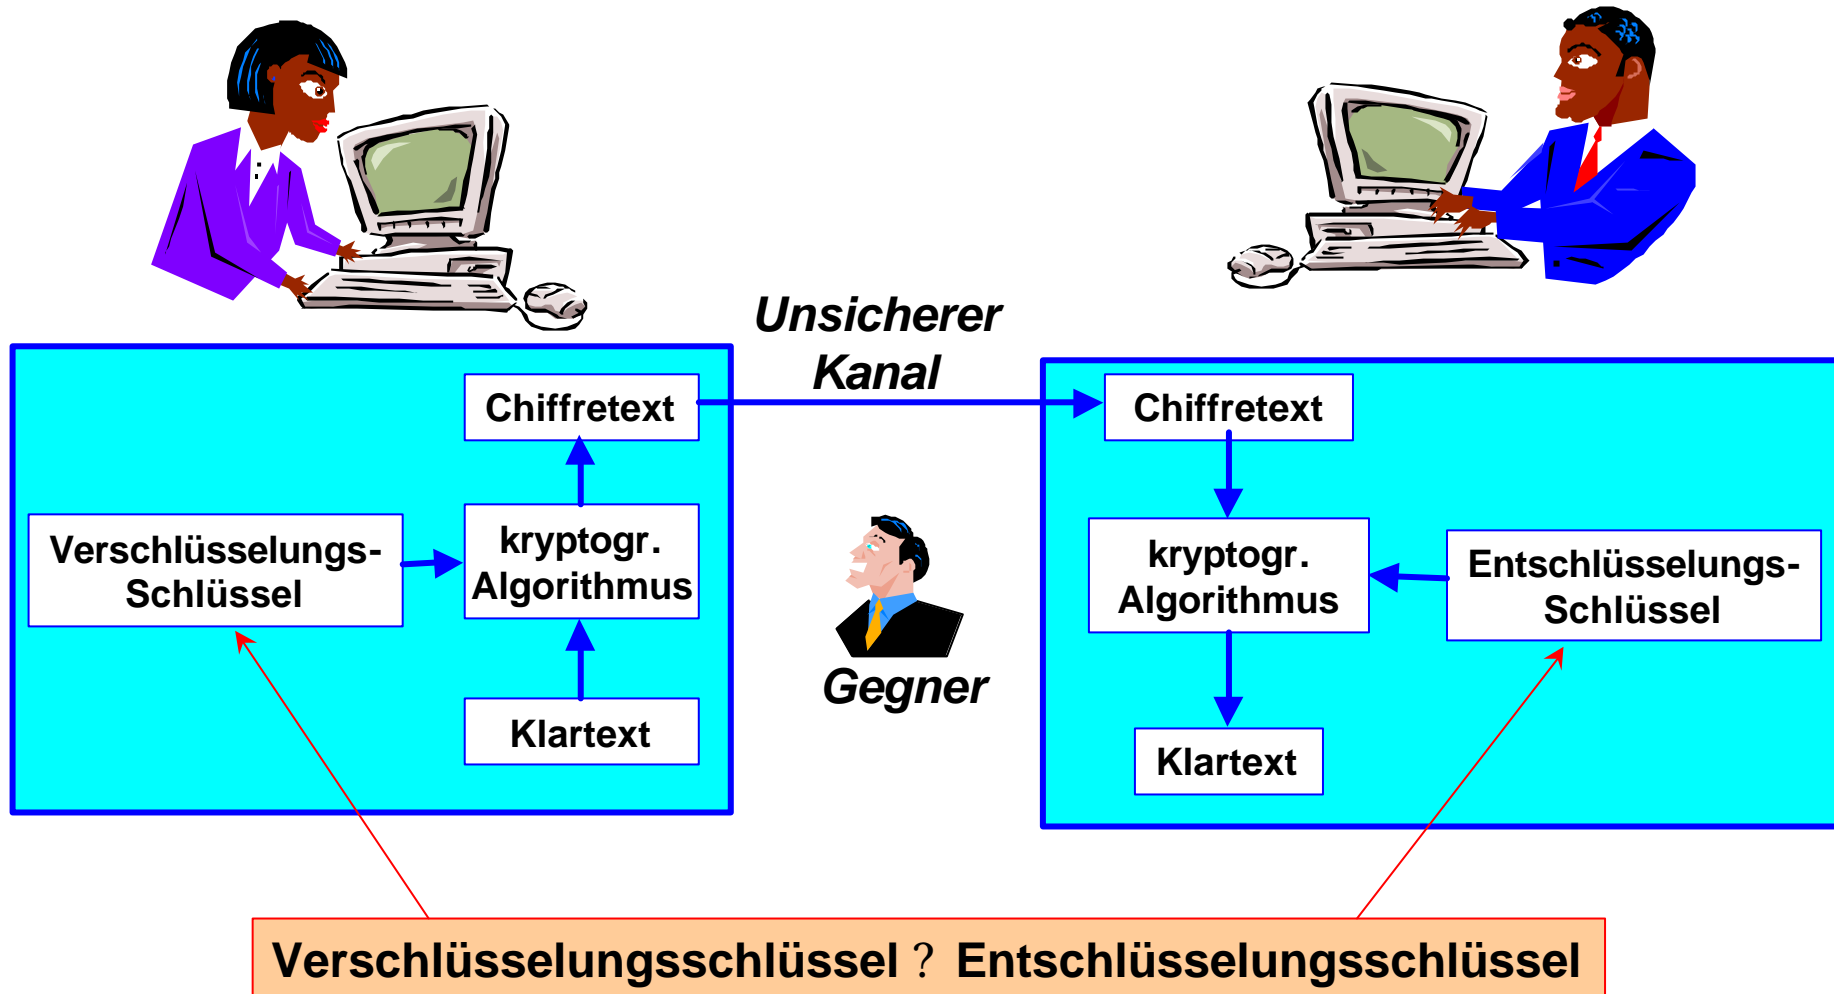 Unsicherer
Kanal
Chiffretext
Verschlüsselungs-
Schlüssel
kryptogr.
Algorithmus
Klartext
Gegner
Chiffretext
kryptogr.
Algorithmus
Entschlüsselungs-
Schlüssel
Klartext
Verschlüsselungsschlüssel ? Entschlüsselungsschlüssel